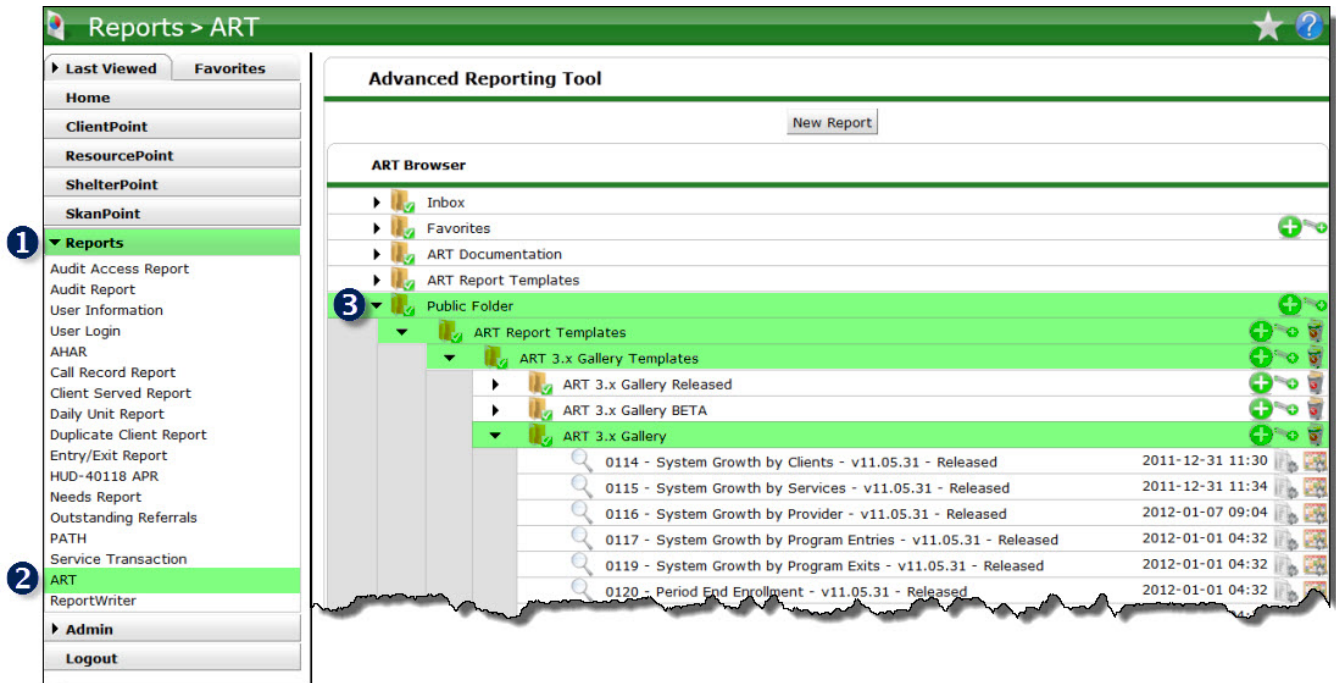 Reports > ART
Last Viewed Favorites
Home
ClientPoint
ResourcePoint
ShelterPoint
SkanPoint
1 Reports
Audit Access Report
Audit Report
User Information
User Login
AHAR
Call Record Report
Client Served Report
Daily Unit Report
Duplicate Client Report
Entry/Exit Report
HUD-40118 APR
Needs Report
Outstanding Referrals
PATH
Service Transaction
2 ART
ReportWriter
Admin
Logout
Advanced Reporting Tool
New Report
ART Browser
Inbox
Favorites
ART Documentation
ART Report Templates
3 Public Folder
ART Report Templates
ART 3.x Gallery Templates
ART 3.x Gallery Released
ART 3.x Gallery BETA
ART 3.x Gallery
0114 - System Growth by Clients - v11.05.31 - Released 2011-12-31 11:30
0115 - System Growth by Services - v11.05.31 - Released 2011-12-31 11:34
0116 - System Growth by Provider - v11.05.31 - Released 2012-01-07 09:04
0117 - System Growth by Program Entries - v11.05.31 - Released 2012-01-01 04:32
0119 - System Growth by Program Exits - v11.05.31 - Released 2012-01-01 04:32
0120 - Period End Enrollment - v11.05.31 - Released 2012-01-01 04:32